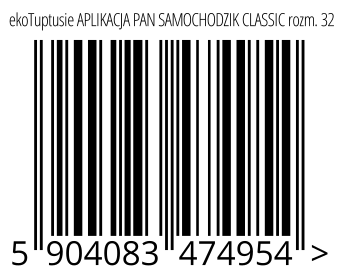 ekoTuptusie APLIKACJA PAN SAMOCHODZIK CLASSIC rozm. 32
5 904083 474954 >